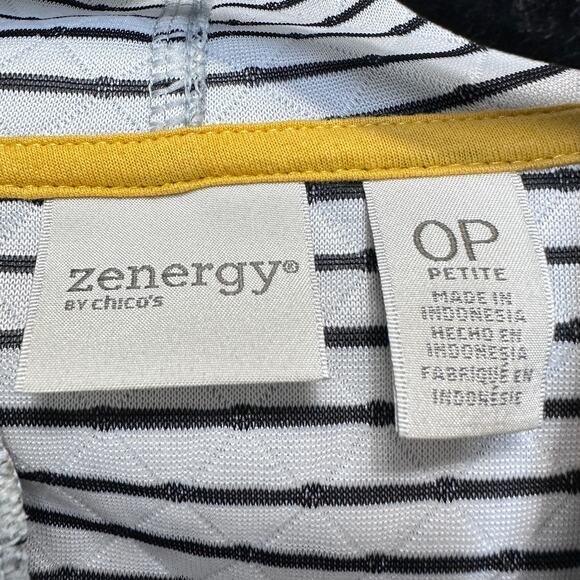 zenergy®
BY chico's
OP
PETITE
MADE IN
INDONESIA
HECHO EN
INDONESIA
FABRIQUÉ EN
INDONÉSIE